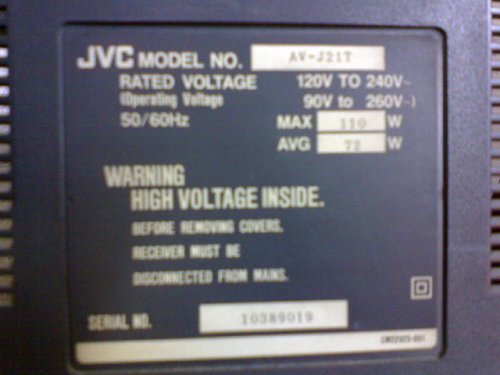 JVC MODEL NO. AV-J21T
RATED VOLTAGE 120V TO 240V~
(Operating Voltage 90V to 260V~)
50/60Hz MAX 110 W
AVG 72 W
WARNING
HIGH VOLTAGE INSIDE.
BEFORE REMOVING COVERS.
RECEIVER MUST BE
DISCONNECTED FROM MAINS.
SERIAL NO. 10389019